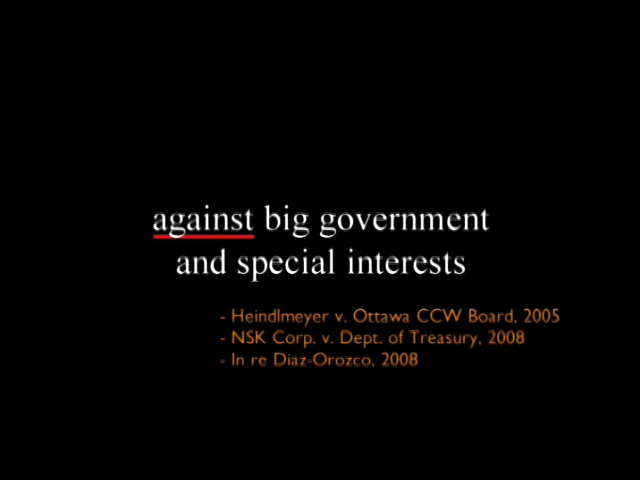 against big government
and special interests
- Heindlmeyer v. Ottawa CCW Board, 2005
- NSK Corp. v. Dept. of Treasury, 2008
- In re Diaz-Orozco, 2008